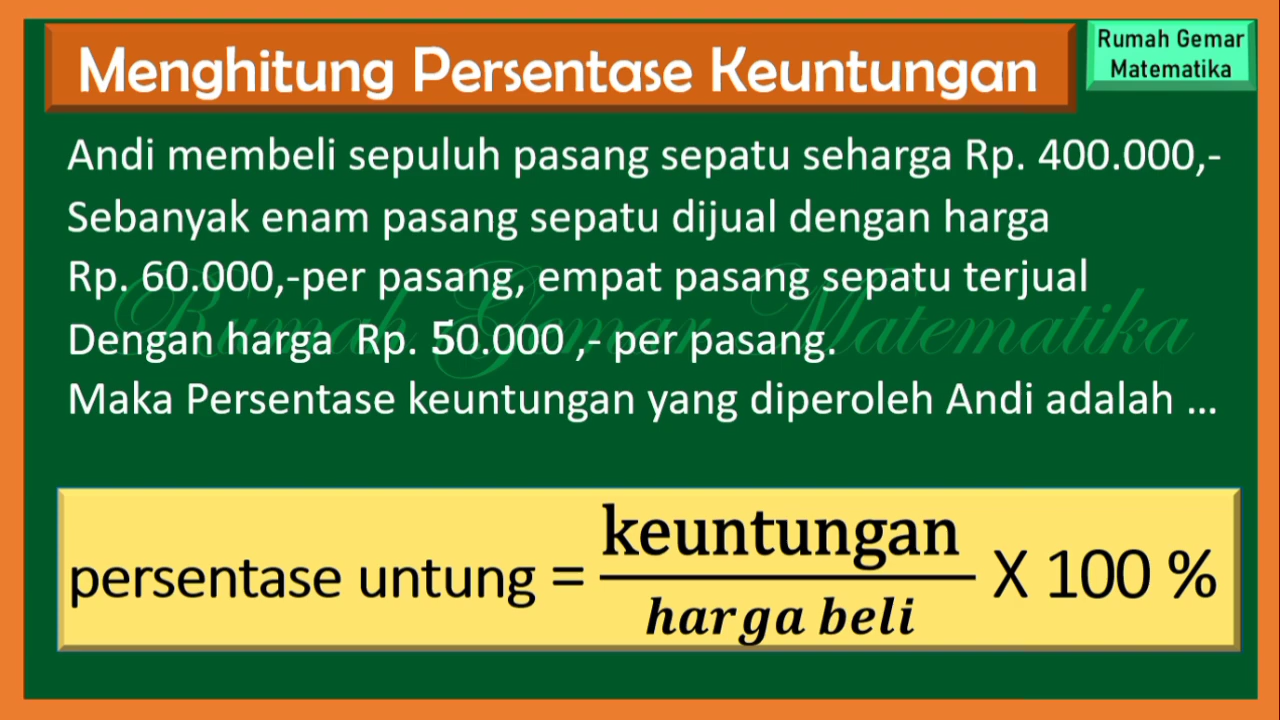 Menghitung Persentase Keuntungan
Rumah Gemar
Matematika
Andi membeli sepuluh pasang sepatu seharga Rp. 400.000,-
Sebanyak enam pasang sepatu dijual dengan harga
Rp. 60.000,-per pasang, empat pasang sepatu terjual
Dengan harga Rp. 50.000 ,- per pasang.
Maka Persentase keuntungan yang diperoleh Andi adalah ...
Rumah Gemar Matematika
persentase untung = keuntungan / harga beli X 100 %